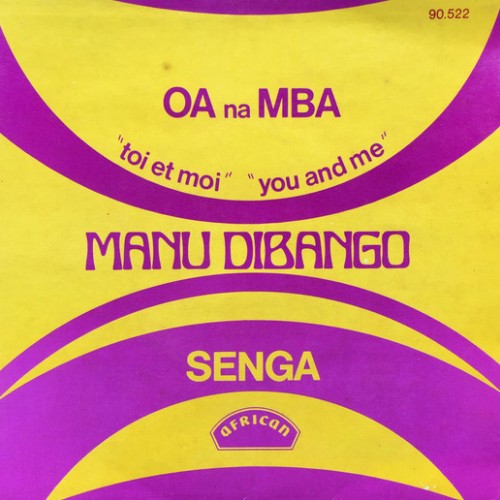 90.522
OA na MBA
"toi et moi" "you and me"
MANU DIBANGO
SENGA
AFRICAN